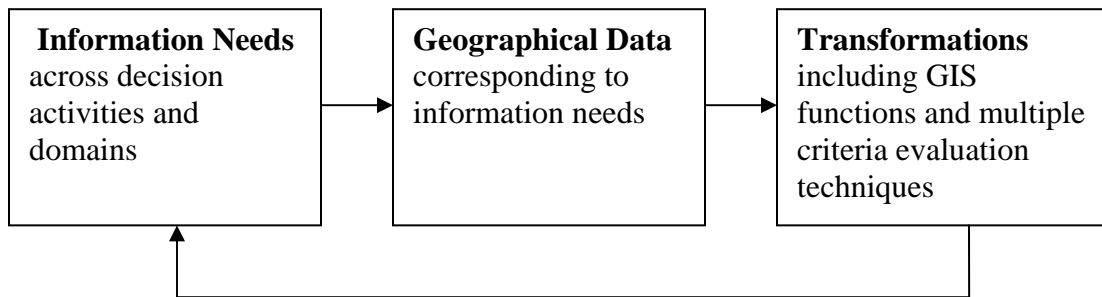 Information Needs
across decision
activities and
domains
Geographical Data
corresponding to
information needs
Transformations
including GIS
functions and multiple
criteria evaluation
techniques